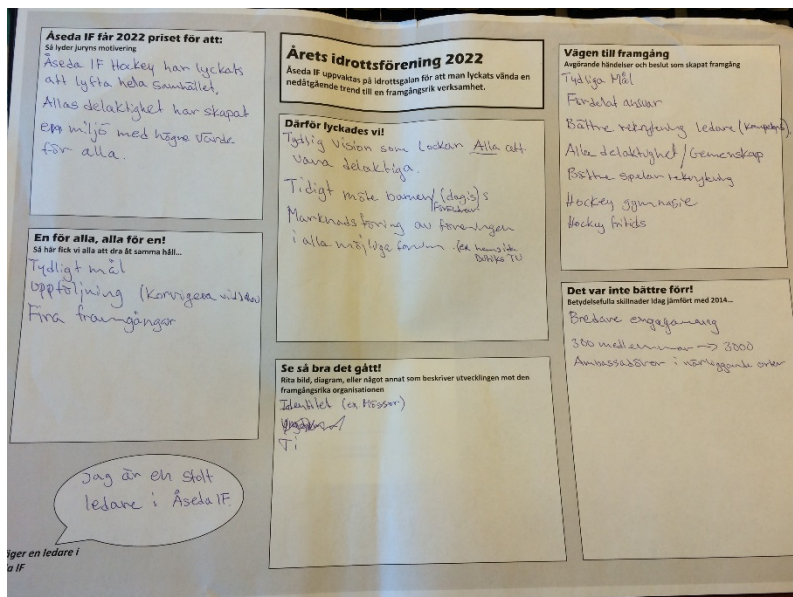 Åseda IF får 2022 priset för att:
Så lyder juryns motivering
Åseda IF Hockey har lyckats
att lyfta hela samhället.
Allas delaktighet har skapat
en miljö med högre värde
för alla.
En för alla, alla för en!
Så här fick vi alla att dra åt samma håll...
Tydligt mål
uppföljning (korrigera vid
Fira framgångar
Jag är en stolt
ledare i Åseda IF.
äger en ledare i
a IF
Årets idrottsförening 2022
Åseda IF uppvaktas på idrottsgalan för att man lyckats vända en
nedåtgående trend till en framgångsrik verksamhet.
Därför lyckades vi!
Tydlig vision som lockar Alla att
vara delaktiga.
Tidigt möte barnen/(dagis)
Marknadsföring av föreningen
i alla möjliga forum. hemsida
TV
Se så bra det gått!
Rita bild, diagram, eller något annat som beskriver utvecklingen mot den
framgångsrika organisationen
Identitet (ex Mössor)
Ti
Vägen till framgång
Avgörande händelser och beslut som skapat framgång
Tydliga Mål
Fördelat ansvar
Bättre rekrytering ledare
Alla delaktighet/Gemenskap
Bättre spelar rekrytering
Hockey gymnasie
Hockey fritids
Det var inte bättre förr!
Betydelsefulla skillnader idag jämfört med 2014...
Bredare engagemang
300 medlemmar → 3000
Ambassadörer i närliggande orter